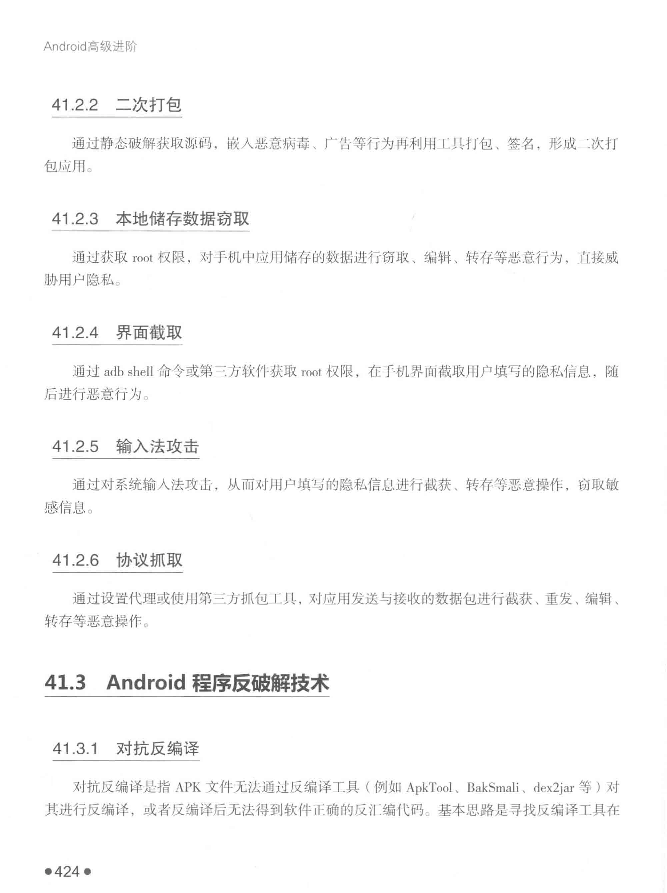 Android高级进阶
41.2.2 二次打包
通过静态破解获取源码，嵌入恶意病毒、广告等行为再利用工具打包、签名，形成二次打
包应用。
41.2.3 本地储存数据窃取
通过获取 root 权限，对手机中应用储存的数据进行窃取、编辑、转存等恶意行为，直接威
胁用户隐私。
41.2.4 界面截取
通过 adb shell 命令或第三方软件获取 root 权限，在手机界面截取用户填写的隐私信息，随
后进行恶意行为。
41.2.5 输入法攻击
通过对系统输入法攻击，从而对用户填写的隐私信息进行截获、转存等恶意操作，窃取敏
感信息。
41.2.6 协议抓取
通过设置代理或使用第三方抓包工具，对应用发送与接收的数据包进行截获、重发、编辑、
转存等恶意操作。
41.3 Android 程序反破解技术
41.3.1 对抗反编译
对抗反编译是指 APK 文件无法通过反编译工具（例如 ApkTool、BakSmali、dex2jar 等）对
其进行反编译，或者反编译后无法得到软件正确的反汇编代码。基本思路是寻找反编译工具在
●424●